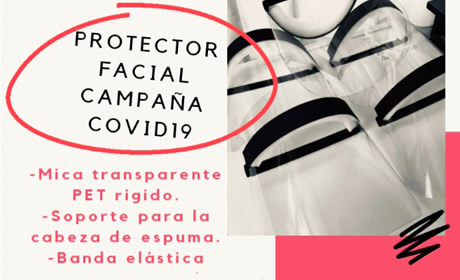 PROTECTOR
FACIAL
CAMPAÑA
COVID19
-Mica transparente
PET rigido.
-Soporte para la
cabeza de espuma.
-Banda elástica